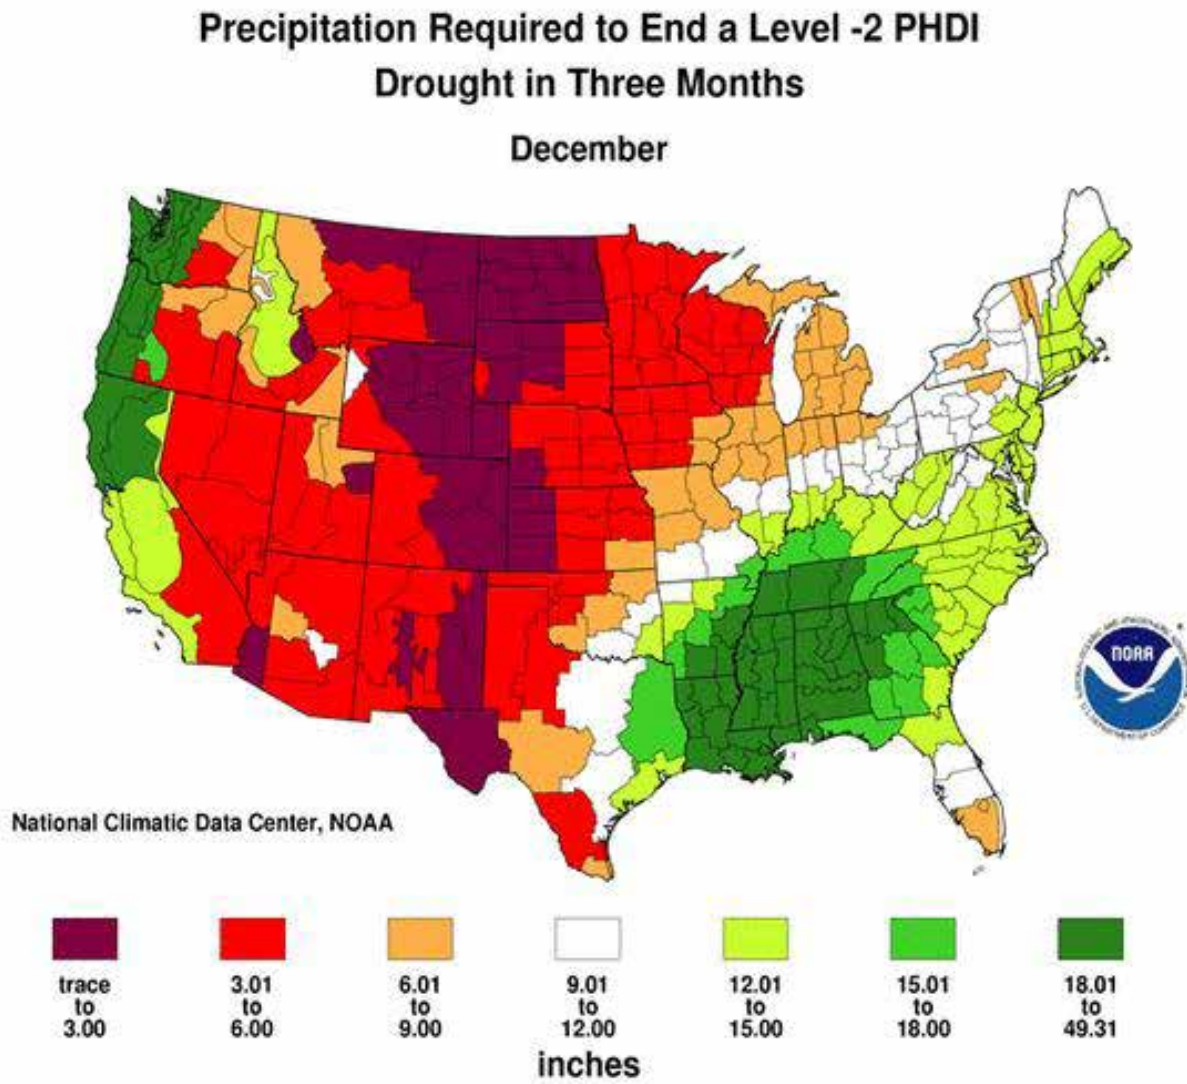 Precipitation Required to End a Level -2 PHDI
Drought in Three Months
December
NOAA
National Climatic Data Center, NOAA
trace to 3.00
3.01 to 6.00
6.01 to 9.00
9.01 to 12.00
12.01 to 15.00
15.01 to 18.00
18.01 to 49.31
inches